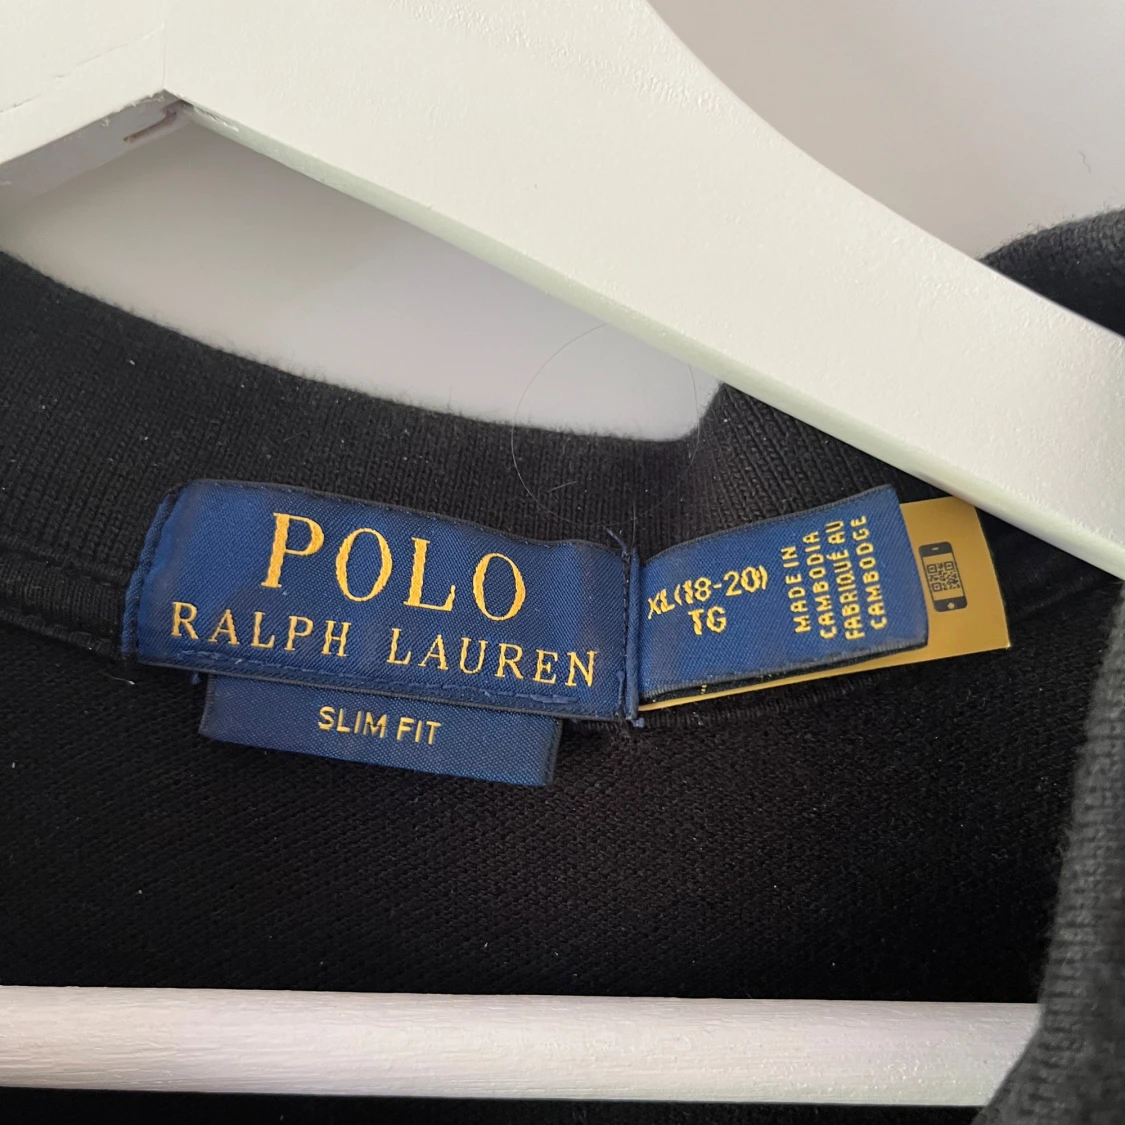 POLO
RALPH LAUREN
SLIM FIT
XL(18-20)
TG
MADE IN
CAMBODIA
FABRIQUÉ AU
CAMBODGE